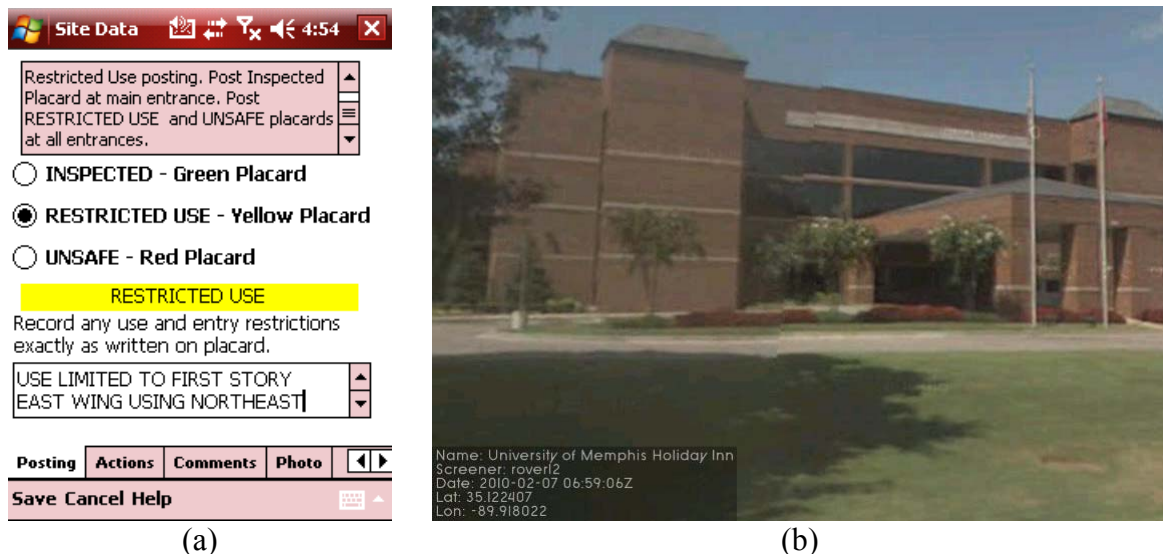 Site Data 4:54
Restricted Use posting. Post Inspected
Placard at main entrance. Post
RESTRICTED USE and UNSAFE placards
at all entrances.
INSPECTED - Green Placard
RESTRICTED USE - Yellow Placard
UNSAFE - Red Placard
RESTRICTED USE
Record any use and entry restrictions
exactly as written on placard.
USE LIMITED TO FIRST STORY
EAST WING USING NORTHEAST
Posting Actions Comments Photo
Save Cancel Help
(a)
Name: University of Memphis Holiday Inn
Screener: rover12
Date: 2010-02-07 06:59:06Z
Lat: 35.122407
Lon: -89.918022
(b)